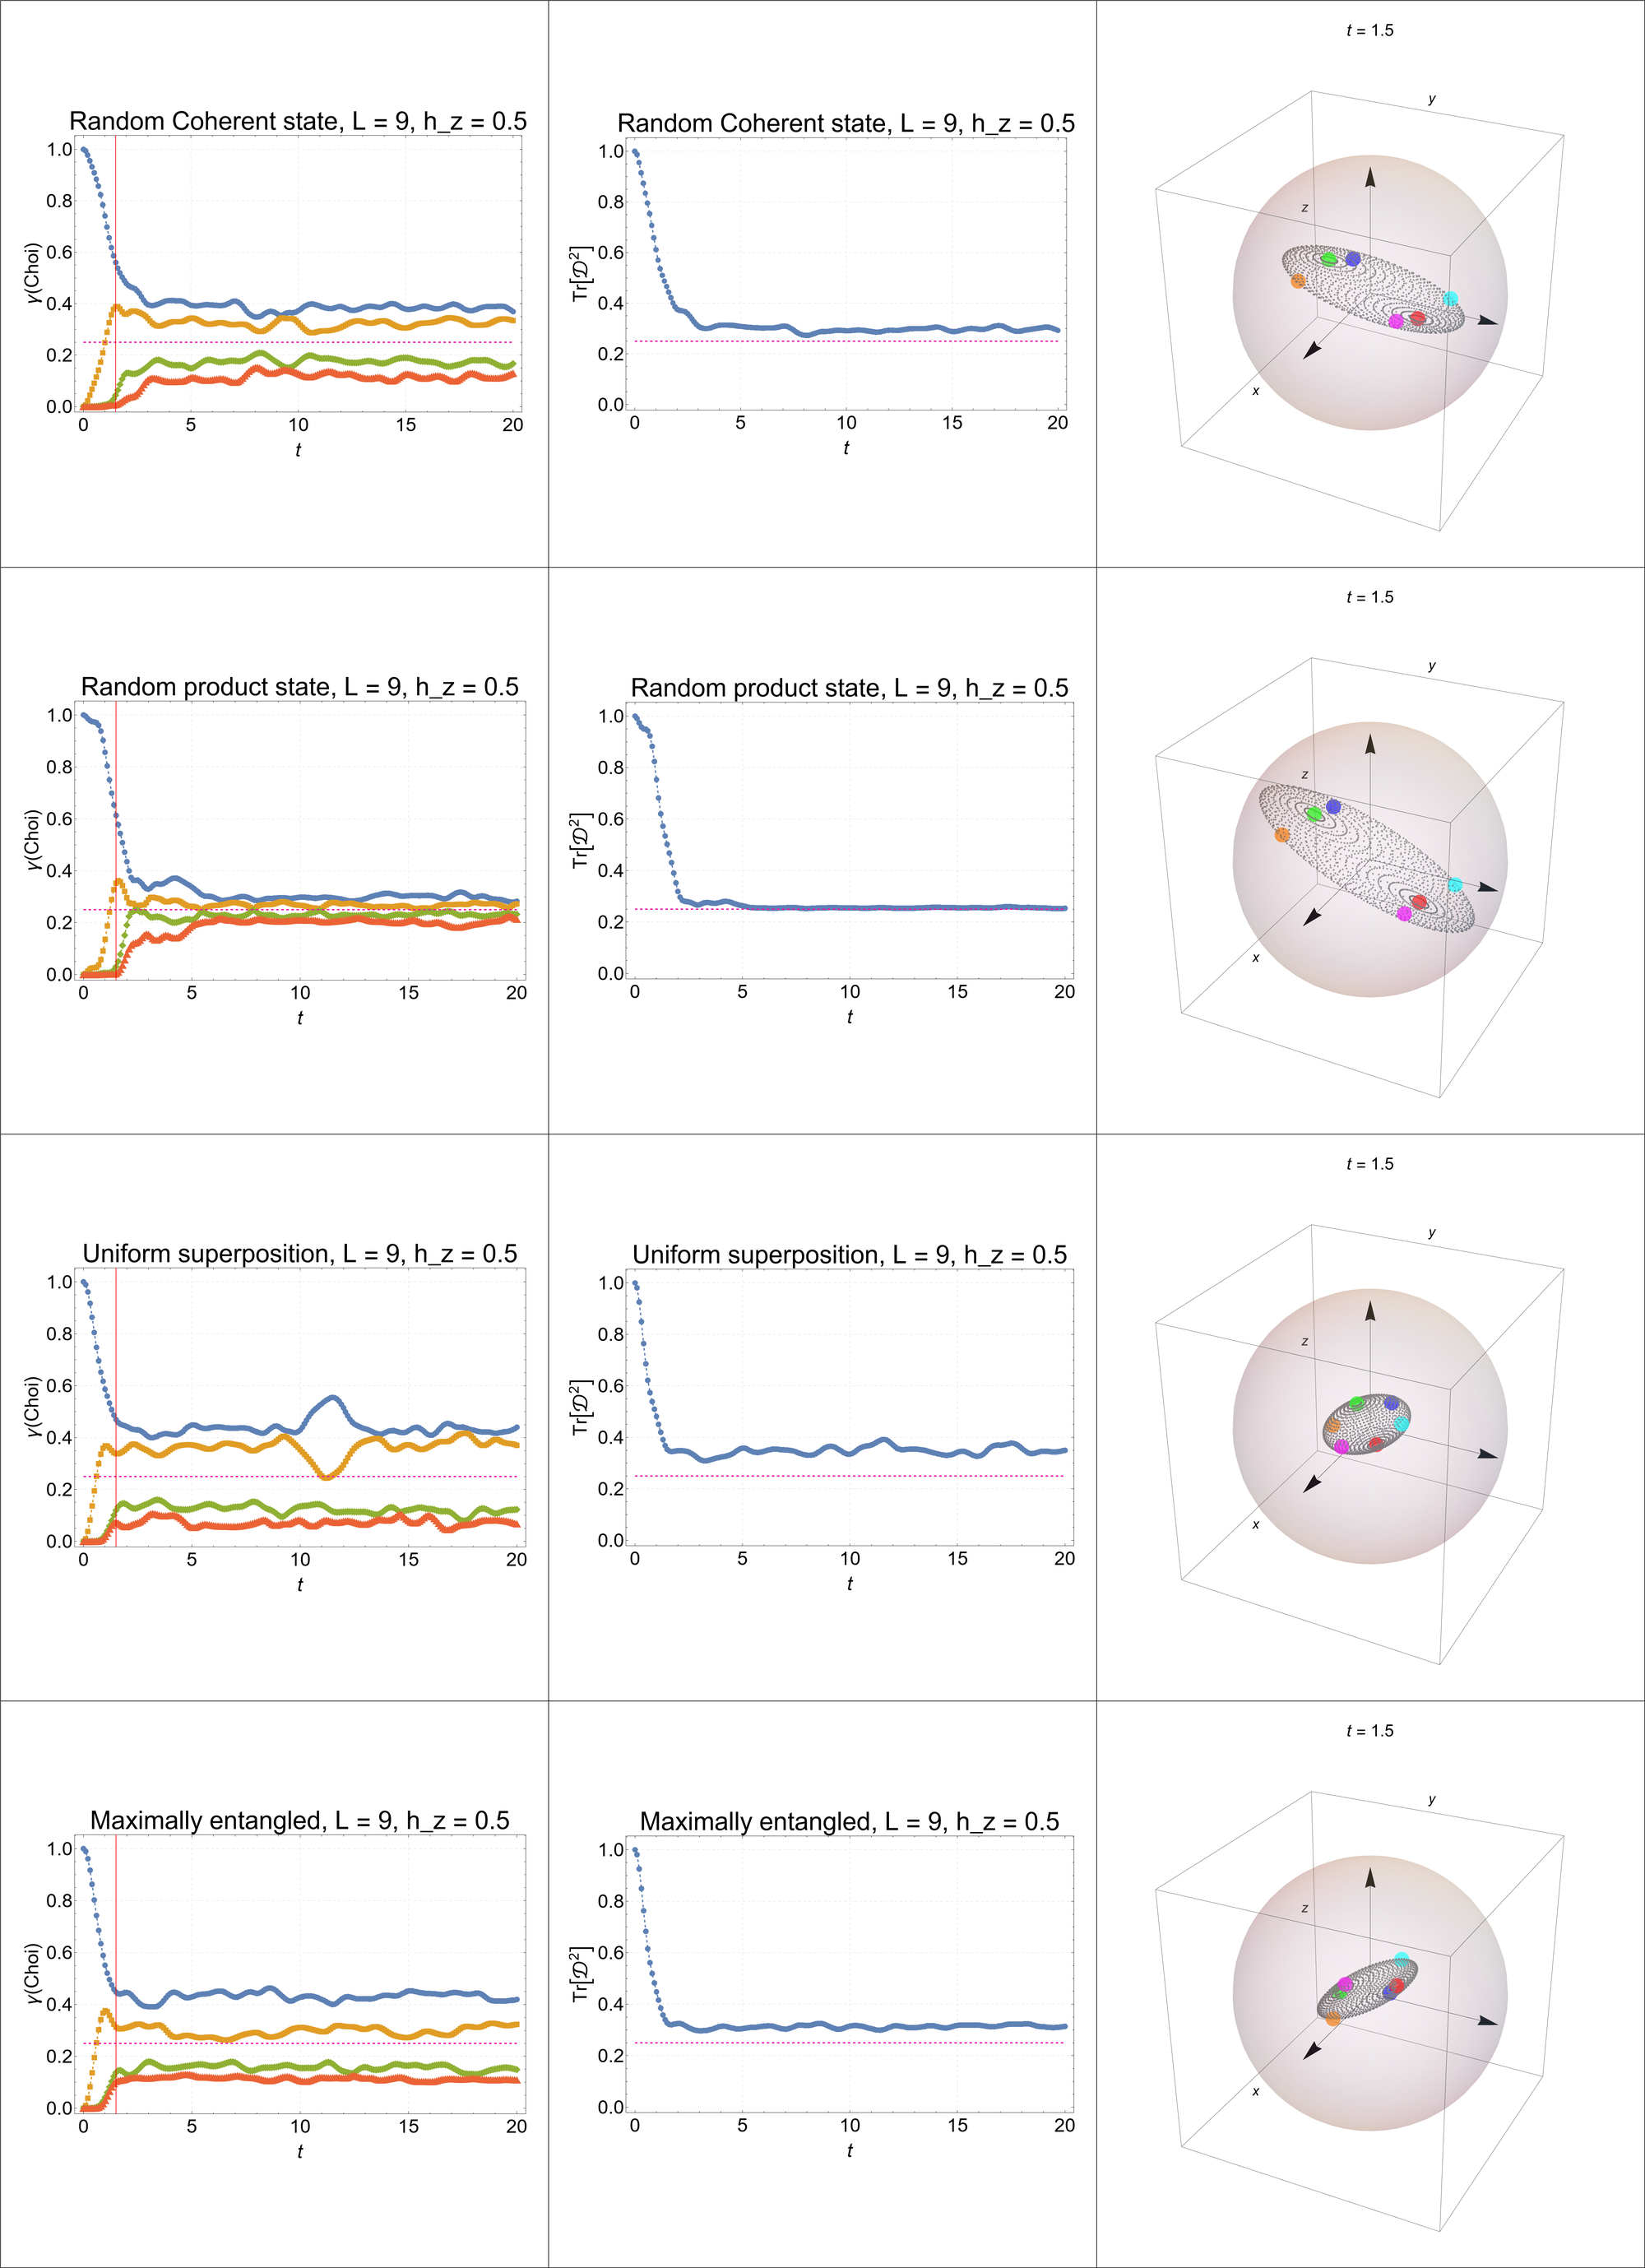 Random Coherent state, L = 9, h_z = 0.5
γ(Choi)
1.0
0.8
0.6
0.4
0.2
0.0
0 5 10 15 20
t
Random Coherent state, L = 9, h_z = 0.5
Tr[𝒟²]
1.0
0.8
0.6
0.4
0.2
0.0
0 5 10 15 20
t
t = 1.5
y
z
x
Random product state, L = 9, h_z = 0.5
γ(Choi)
1.0
0.8
0.6
0.4
0.2
0.0
0 5 10 15 20
t
Random product state, L = 9, h_z = 0.5
Tr[𝒟²]
1.0
0.8
0.6
0.4
0.2
0.0
0 5 10 15 20
t
t = 1.5
y
z
x
Uniform superposition, L = 9, h_z = 0.5
γ(Choi)
1.0
0.8
0.6
0.4
0.2
0.0
0 5 10 15 20
t
Uniform superposition, L = 9, h_z = 0.5
Tr[𝒟²]
1.0
0.8
0.6
0.4
0.2
0.0
0 5 10 15 20
t
t = 1.5
y
z
x
Maximally entangled, L = 9, h_z = 0.5
γ(Choi)
1.0
0.8
0.6
0.4
0.2
0.0
0 5 10 15 20
t
Maximally entangled, L = 9, h_z = 0.5
Tr[𝒟²]
1.0
0.8
0.6
0.4
0.2
0.0
0 5 10 15 20
t
t = 1.5
y
z
x